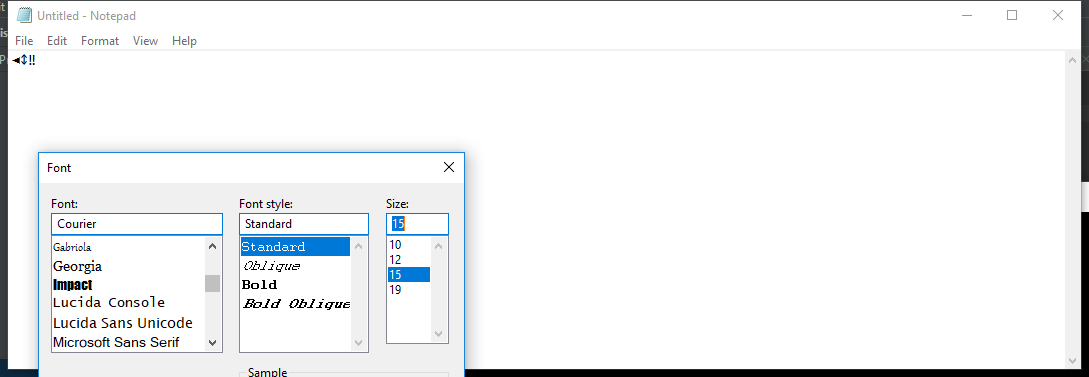 Untitled - Notepad
File Edit Format View Help
◄↕‼
Font
Font: Font style: Size:
Courier Standard 15
Gabriola Standard 10
Georgia Oblique 12
Impact Bold 15
Lucida Console Bold Oblique 19
Lucida Sans Unicode
Microsoft Sans Serif
Sample